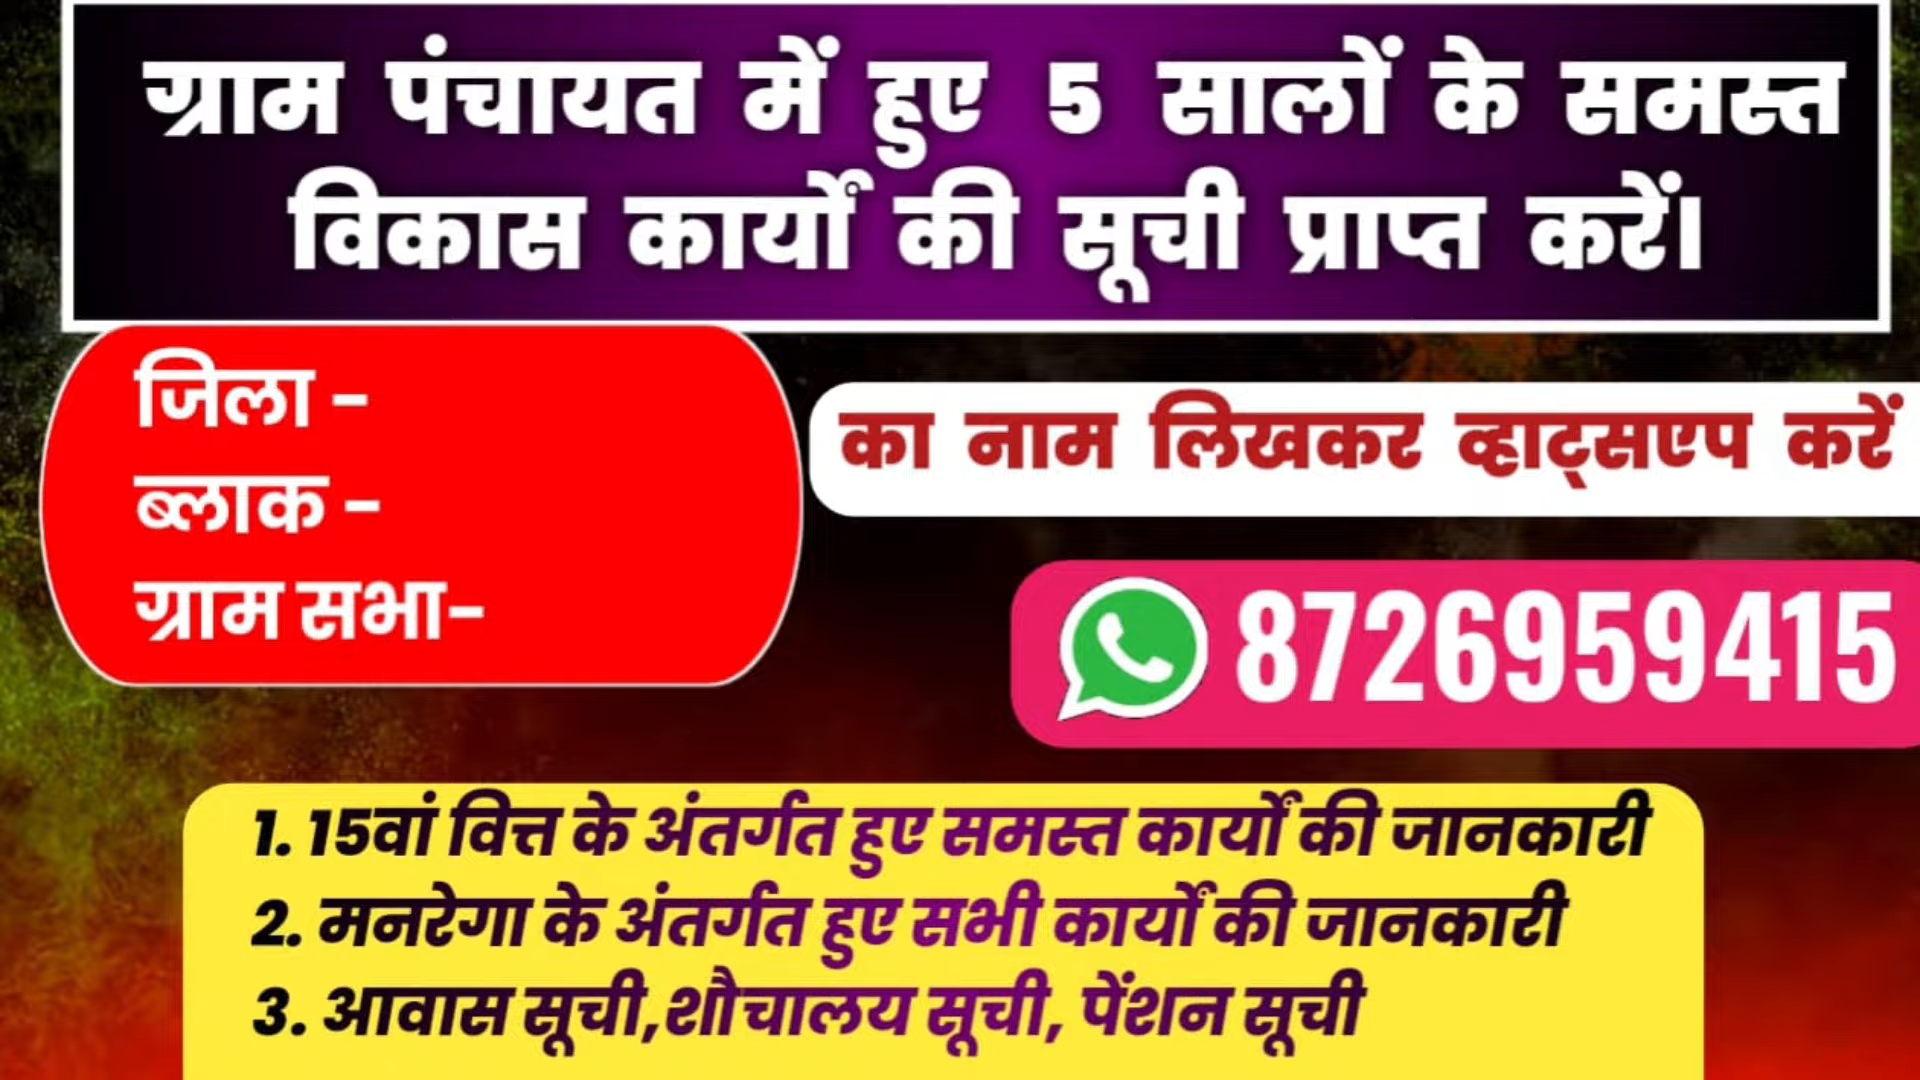 ग्राम पंचायत में हुए 5 सालों के समस्त
विकास कार्यों की सूची प्राप्त करें।
जिला -
ब्लाक -
ग्राम सभा-
का नाम लिखकर व्हाट्सएप करें
8726959415
1. 15वां वित्त के अंतर्गत हुए समस्त कार्यों की जानकारी
2. मनरेगा के अंतर्गत हुए सभी कार्यों की जानकारी
3. आवास सूची,शौचालय सूची, पेंशन सूची